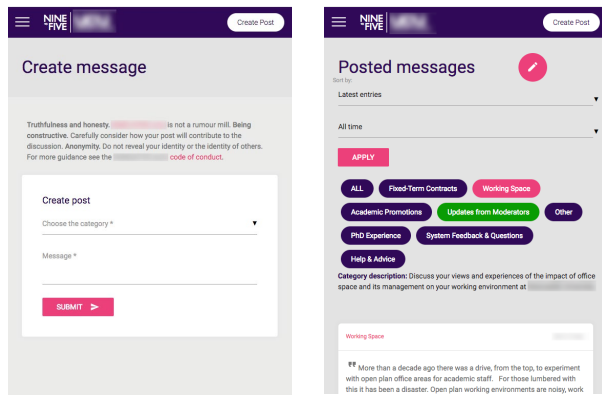 NINE
"FIVE
Create Post
Create message
Truthfulness and honesty. is not a rumour mill. Being
constructive. Carefully consider how your post will contribute to the
discussion. Anonymity. Do not reveal your identity or the identity of others.
For more guidance see the code of conduct.
Create post
Choose the category *
Message *
SUBMIT
NINE
"FIVE
Create Post
Posted messages
Sort by:
Latest entries
All time
APPLY
ALL
Fixed-Term Contracts
Working Space
Academic Promotions
Updates from Moderators
Other
PhD Experience
System Feedback & Questions
Help & Advice
Category description: Discuss your views and experiences of the impact of office
space and its management on your working environment at
Working Space
" More than a decade ago there was a drive, from the top, to experiment
with open plan office areas for academic staff. For those lumbered with
this it has been a disaster. Open plan working environments are noisy, work